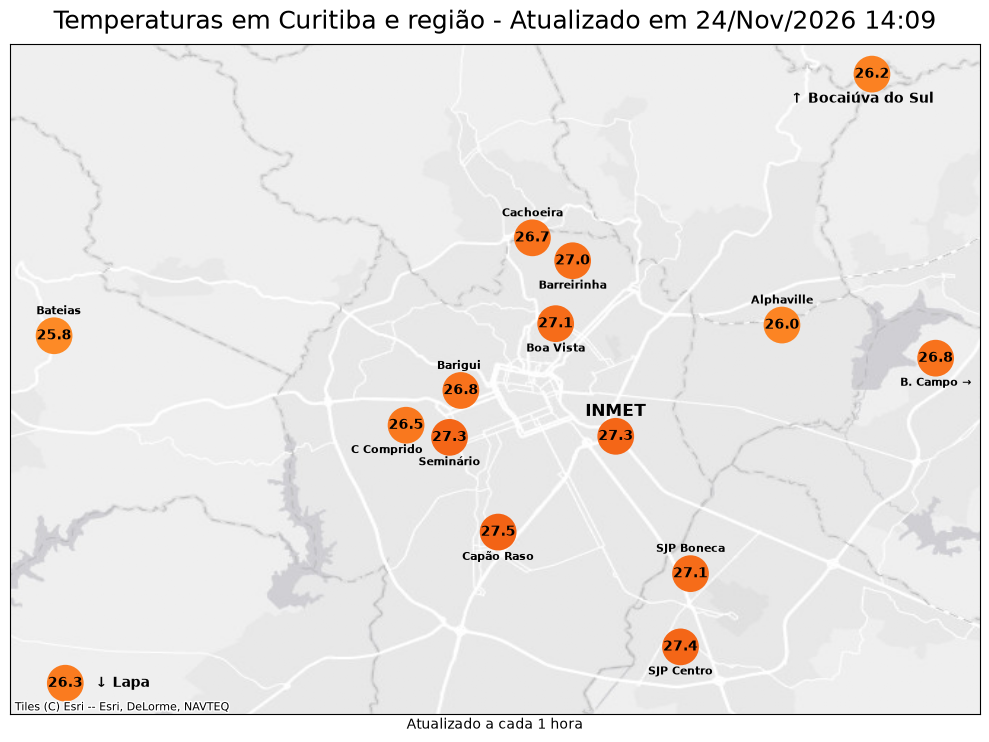 Temperaturas em Curitiba e região - Atualizado em 24/Nov/2026 14:09
26.2
↑ Bocaiúva do Sul
Cachoeira
26.7
27.0
Barreirinha
Bateias
25.8
Alphaville
26.0
27.1
Boa Vista
26.8
B. Campo →
Barigui
26.8
26.5
C Comprido
27.3
Seminário
INMET
27.3
27.5
Capão Raso
SJP Boneca
27.1
27.4
SJP Centro
26.3 ↓ Lapa
Tiles (C) Esri -- Esri, DeLorme, NAVTEQ
Atualizado a cada 1 hora